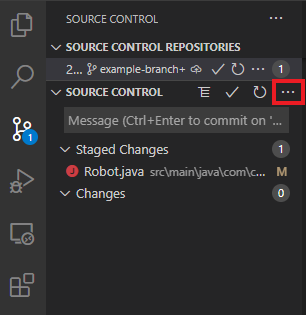 SOURCE CONTROL
SOURCE CONTROL REPOSITORIES
2... example-branch+ 1
SOURCE CONTROL
Message (Ctrl+Enter to commit on '...
Staged Changes 1
Robot.java src\main\java\com\c... M
Changes 0
1